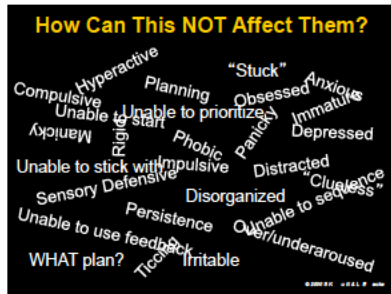 How Can This NOT Affect Them?
Hyperactive
"Stuck"
Compulsive
Planning
Anxious
Obsessed
Immature
Unable to start
Unable to prioritize
Manicky
Rigid
Phobic
Panicky
Depressed
Unable to stick with
Impulsive
Distracted
"Clueless"
Sensory Defensive
Disorganized
Unable to sequence
Persistence
Unable to use feedback
Over/underaroused
WHAT plan?
Irritable